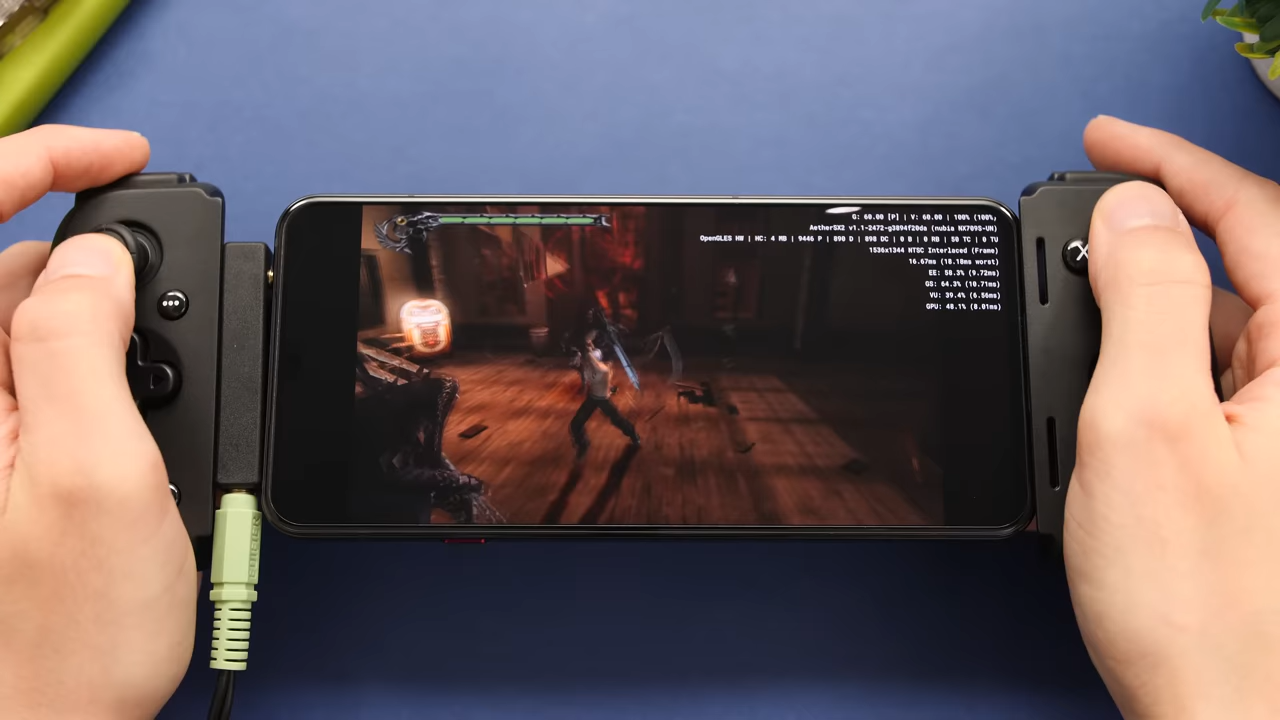 G: 60.00 [P] | V: 60.00 | 100% (100%)
AetherSX2 v1.1-2472-g3894f20da (nubia NX789S-UN)
OpenGLES HW | HC: 4 MB | 9446 P | 890 D | 898 DC | 0 B | 0 RB | 50 TC | 0 TU
1536x1344 NTSC Interlaced (Frame)
16.67ms (18.18ms worst)
EE: 58.3% (9.72ms)
GS: 64.3% (10.71ms)
VU: 39.4% (6.56ms)
GPU: 48.1% (8.01ms)
X